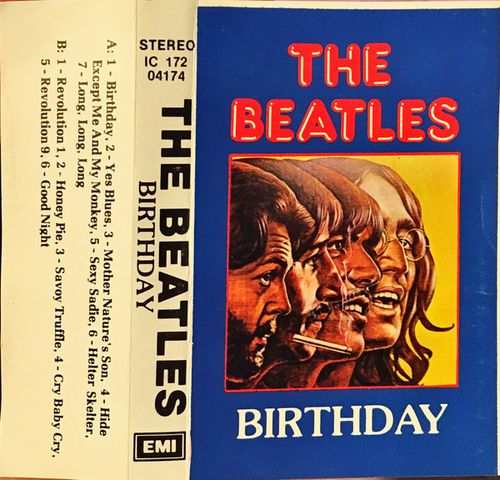 A: 1 - Birthday, 2 - Yes Blues, 3 - Mother Nature's Son, 4 - Hide
Except Me And My Monkey, 5 - Sexy Sadie, 6 - Helter Skelter,
7 - Long, Long, Long
B: 1 - Revolution 1, 2 - Honey Pie, 3 - Savoy Truffle, 4 - Cry Baby Cry,
5 - Revolution 9, 6 - Good Night
STEREO
IC 172
04174
THE BEATLES
BIRTHDAY
EMI
THE
BEATLES
BIRTHDAY